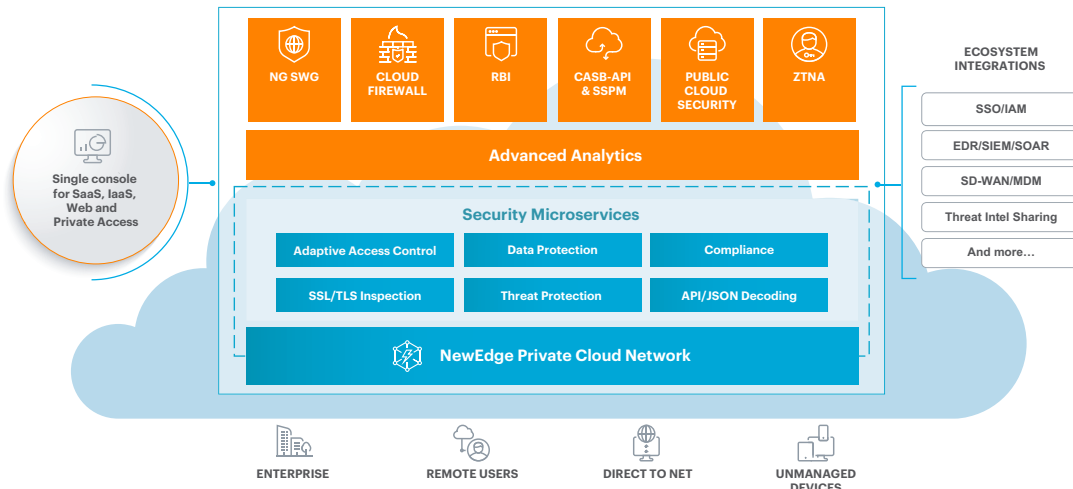 NG SWG
CLOUD
FIREWALL
RBI
CASB-API
& SSPM
PUBLIC
CLOUD
SECURITY
ZTNA
Advanced Analytics
Single console
for SaaS, IaaS,
Web and
Private Access
Security Microservices
Adaptive Access Control
Data Protection
Compliance
SSL/TLS Inspection
Threat Protection
API/JSON Decoding
NewEdge Private Cloud Network
ECOSYSTEM
INTEGRATIONS
SSO/IAM
EDR/SIEM/SOAR
SD-WAN/MDM
Threat Intel Sharing
And more…
ENTERPRISE
REMOTE USERS
DIRECT TO NET
UNMANAGED
DEVICES